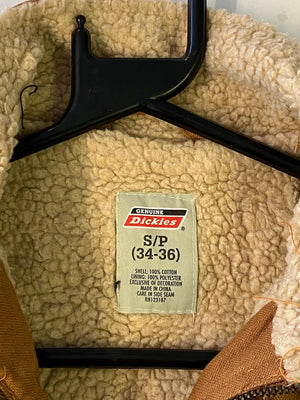 GENUINE
Dickies
S/P
(34-36)
SHELL: 100% COTTON
LINING: 100% POLYESTER
EXCLUSIVE OF DECORATION
MADE IN CHINA
CARE IN SIDE SEAM
RN123187